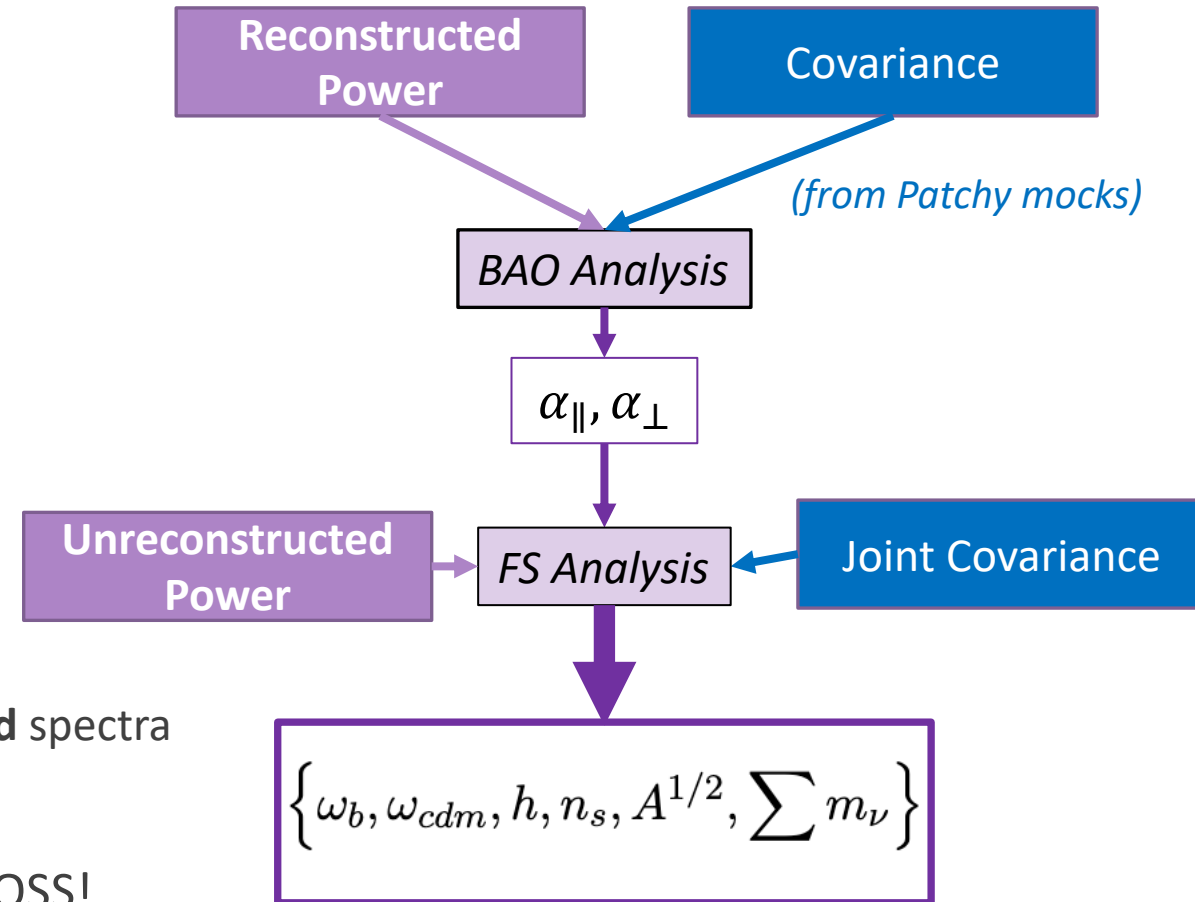 Reconstructed
Power
Covariance
(from Patchy mocks)
BAO Analysis
α∥, α⊥
Unreconstructed
Power
FS Analysis
Joint Covariance
d spectra
{ω_b, ω_cdm, h, n_s, A^{1/2}, ∑ m_ν}
OSS!